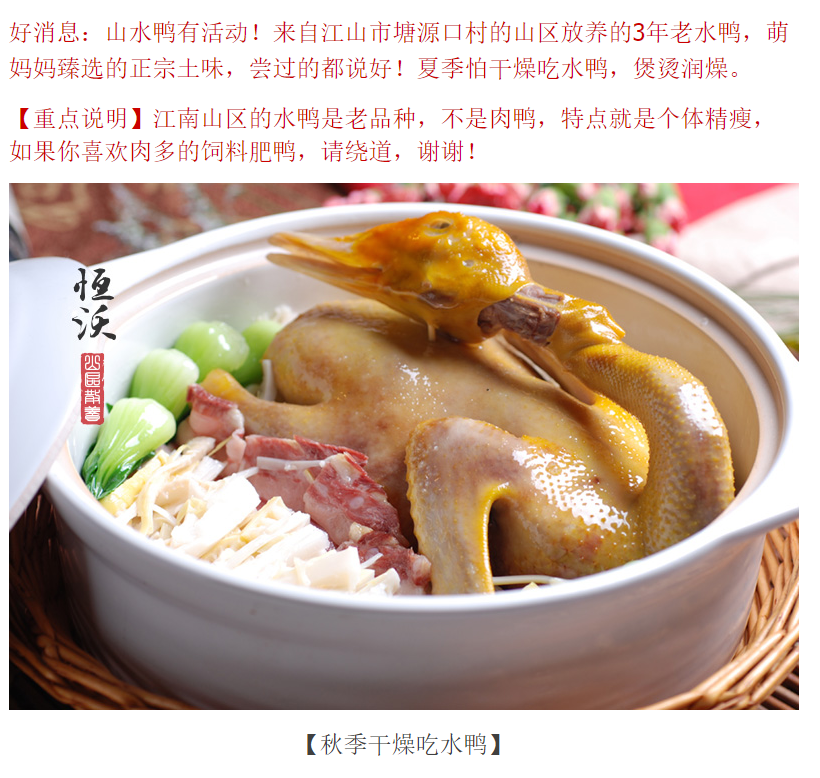 好消息：山水鸭有活动！来自江山市塘源口村的山区放养的3年老水鸭，萌
妈妈臻选的正宗土味，尝过的都说好！夏季怕干燥吃水鸭，煲烫润燥。
【重点说明】江南山区的水鸭是老品种，不是肉鸭，特点就是个体精瘦，
如果你喜欢肉多的饲料肥鸭，请绕道，谢谢！
恒沃
山区散养
【秋季干燥吃水鸭】